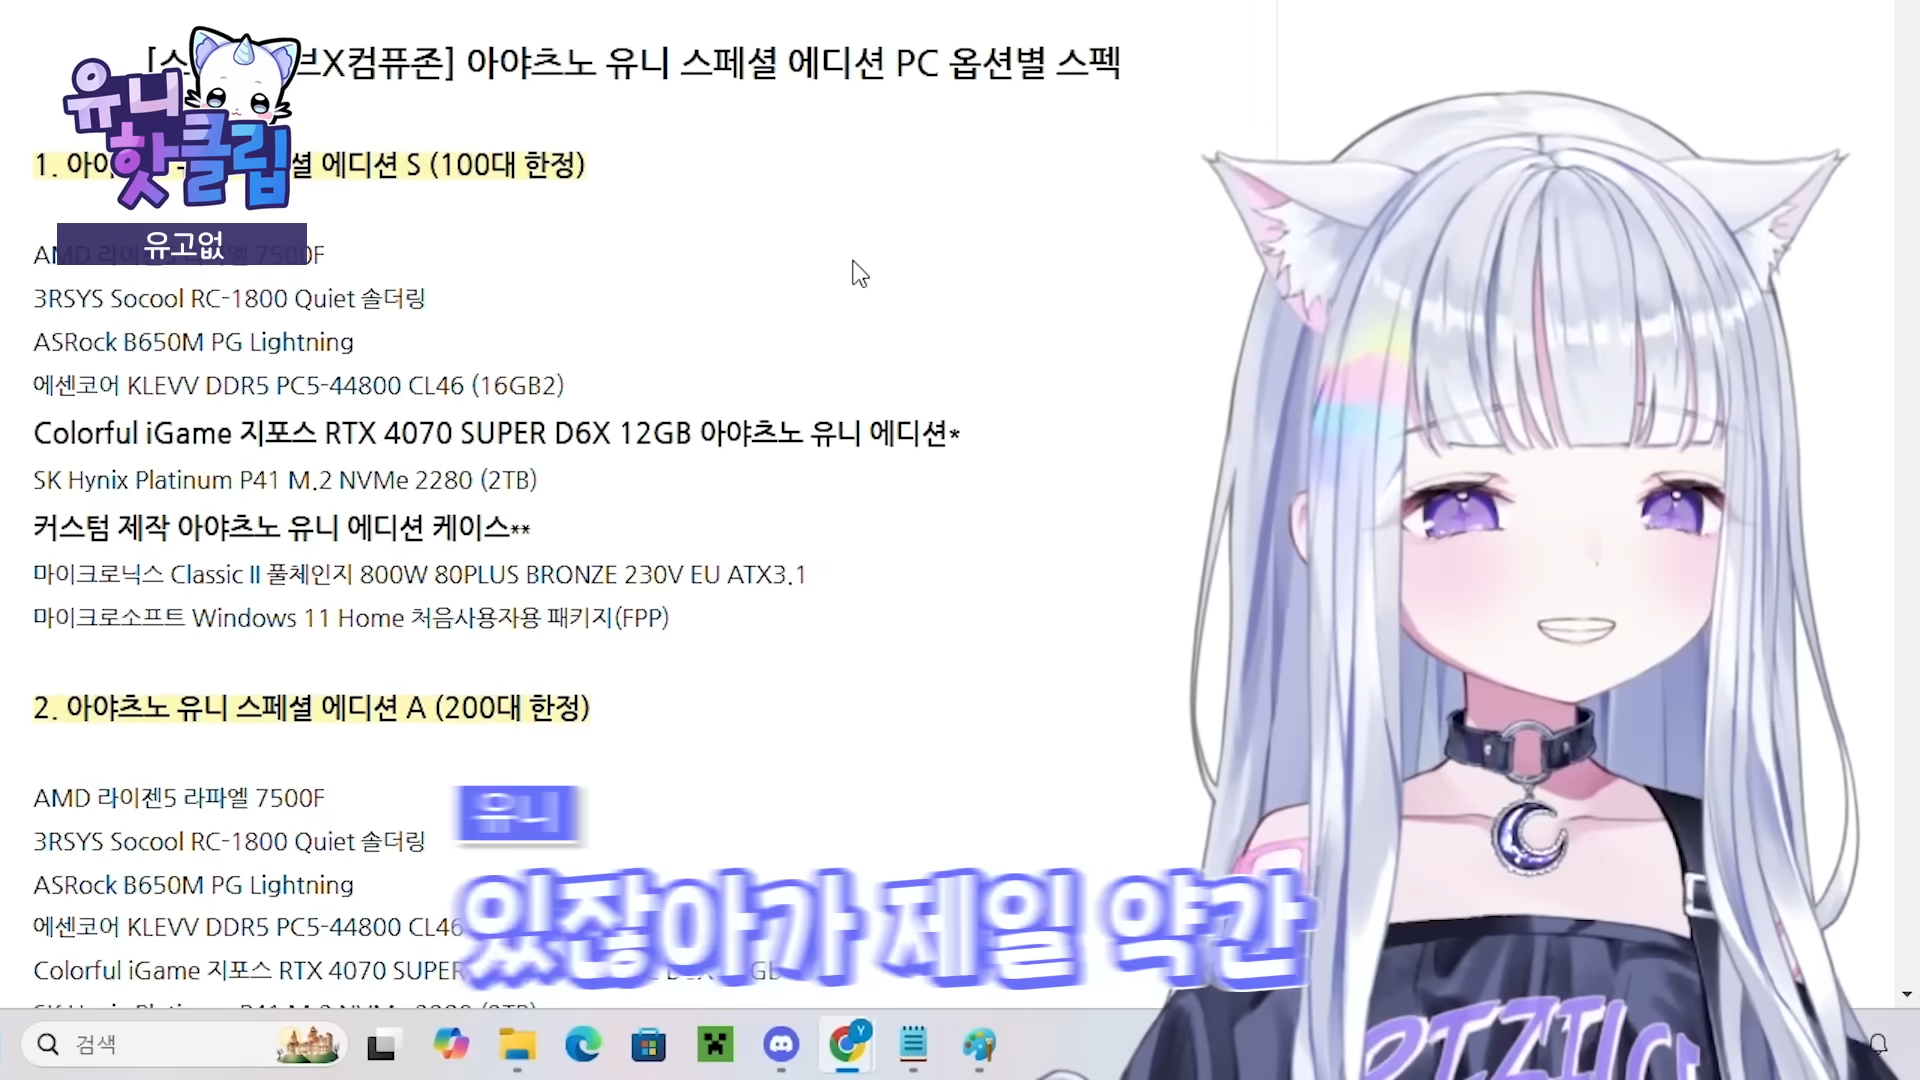 [스 브X컴퓨존] 아야츠노 유니 스페셜 에디션 PC 옵션별 스펙
유니
핫클립
1. 아야 셜 에디션 S (100대 한정)
유고없
AMD 라이젠5 라파엘 7500F
3RSYS Socool RC-1800 Quiet 솔더링
ASRock B650M PG Lightning
에센코어 KLEVV DDR5 PC5-44800 CL46 (16GB2)
Colorful iGame 지포스 RTX 4070 SUPER D6X 12GB 아야츠노 유니 에디션*
SK Hynix Platinum P41 M.2 NVMe 2280 (2TB)
커스텀 제작 아야츠노 유니 에디션 케이스**
마이크로닉스 Classic II 풀체인지 800W 80PLUS BRONZE 230V EU ATX3.1
마이크로소프트 Windows 11 Home 처음사용자용 패키지(FPP)
2. 아야츠노 유니 스페셜 에디션 A (200대 한정)
AMD 라이젠5 라파엘 7500F
3RSYS Socool RC-1800 Quiet 솔더링
ASRock B650M PG Lightning
에센코어 KLEVV DDR5 PC5-44800 CL46
Colorful iGame 지포스 RTX 4070 SUPER
유니
있잖아가 제일 약간
검색